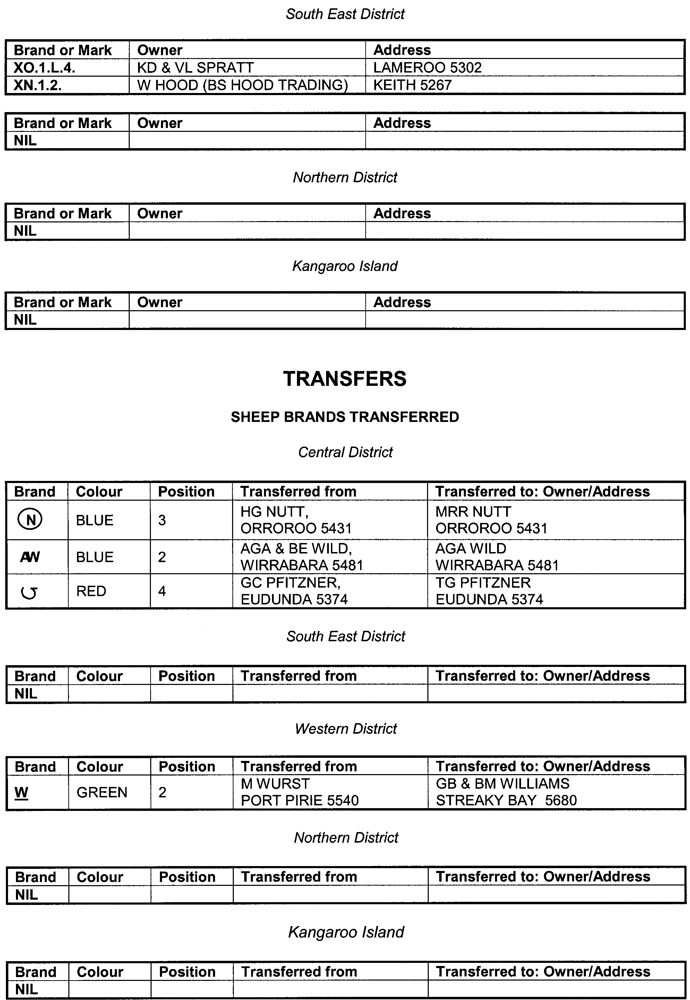 South East District
Brand or Mark Owner Address
XO.1.L.4. KD & VL SPRATT LAMEROO 5302
XN.1.2. W HOOD (BS HOOD TRADING) KEITH 5267
Brand or Mark Owner Address
NIL
Northern District
Brand or Mark Owner Address
NIL
Kangaroo Island
Brand or Mark Owner Address
NIL
TRANSFERS
SHEEP BRANDS TRANSFERRED
Central District
Brand Colour Position Transferred from Transferred to: Owner/Address
N BLUE 3 HG NUTT, MRR NUTT
ORROROO 5431 ORROROO 5431
AW BLUE 2 AGA & BE WILD, AGA WILD
WIRRABARA 5481 WIRRABARA 5481
RED 4 GC PFITZNER, TG PFITZNER
EUDUNDA 5374 EUDUNDA 5374
South East District
Brand Colour Position Transferred from Transferred to: Owner/Address
NIL
Western District
Brand Colour Position Transferred from Transferred to: Owner/Address
W GREEN 2 M WURST GB & BM WILLIAMS
PORT PIRIE 5540 STREAKY BAY 5680
Northern District
Brand Colour Position Transferred from Transferred to: Owner/Address
NIL
Kangaroo Island
Brand Colour Position Transferred from Transferred to: Owner/Address
NIL